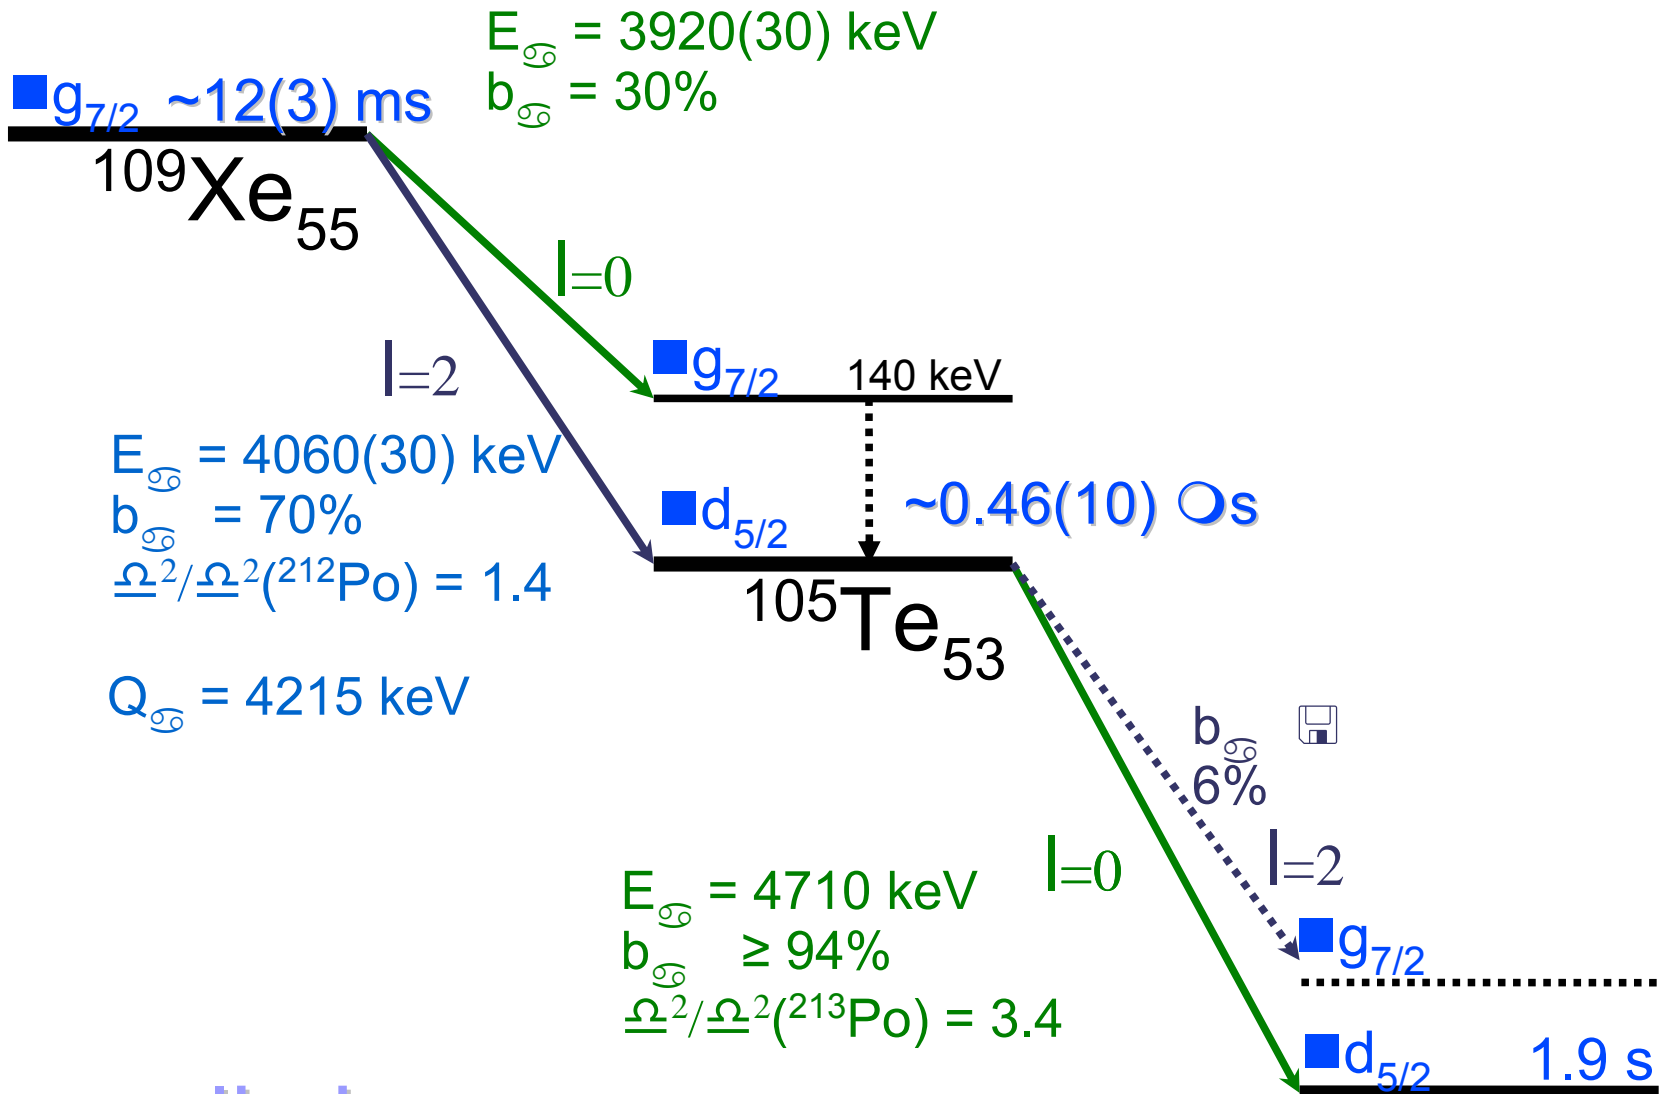 E♋ = 3920(30) keV
b♋ = 30%
■g7/2 ~12(3) ms
109Xe55
l=0
l=2
■g7/2 140 keV
E♋ = 4060(30) keV
b♋ = 70%
♎2/♎2(212Po) = 1.4
■d5/2 ~0.46(10) ❍s
105Te53
Q♋ = 4215 keV
b♋ 🖫
6%
l=0
l=2
E♋ = 4710 keV
b♋ ≥ 94%
♎2/♎2(213Po) = 3.4
■g7/2
■d5/2 1.9 s